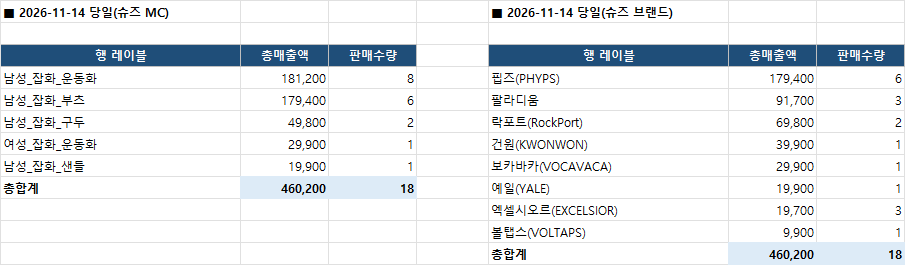 ■ 2026-11-14 당일(슈즈 MC)
행 레이블 총매출액 판매수량
남성_잡화_운동화 181,200 8
남성_잡화_부츠 179,400 6
남성_잡화_구두 49,800 2
여성_잡화_운동화 29,900 1
남성_잡화_샌들 19,900 1
총합계 460,200 18
■ 2026-11-14 당일(슈즈 브랜드)
행 레이블 총매출액 판매수량
핍즈(PHYPS) 179,400 6
팔라디움 91,700 3
락포트(RockPort) 69,800 2
건원(KWONWON) 39,900 1
보카바카(VOCAVACA) 29,900 1
예일(YALE) 19,900 1
엑셀시오르(EXCELSIOR) 19,700 3
볼탭스(VOLTAPS) 9,900 1
총합계 460,200 18